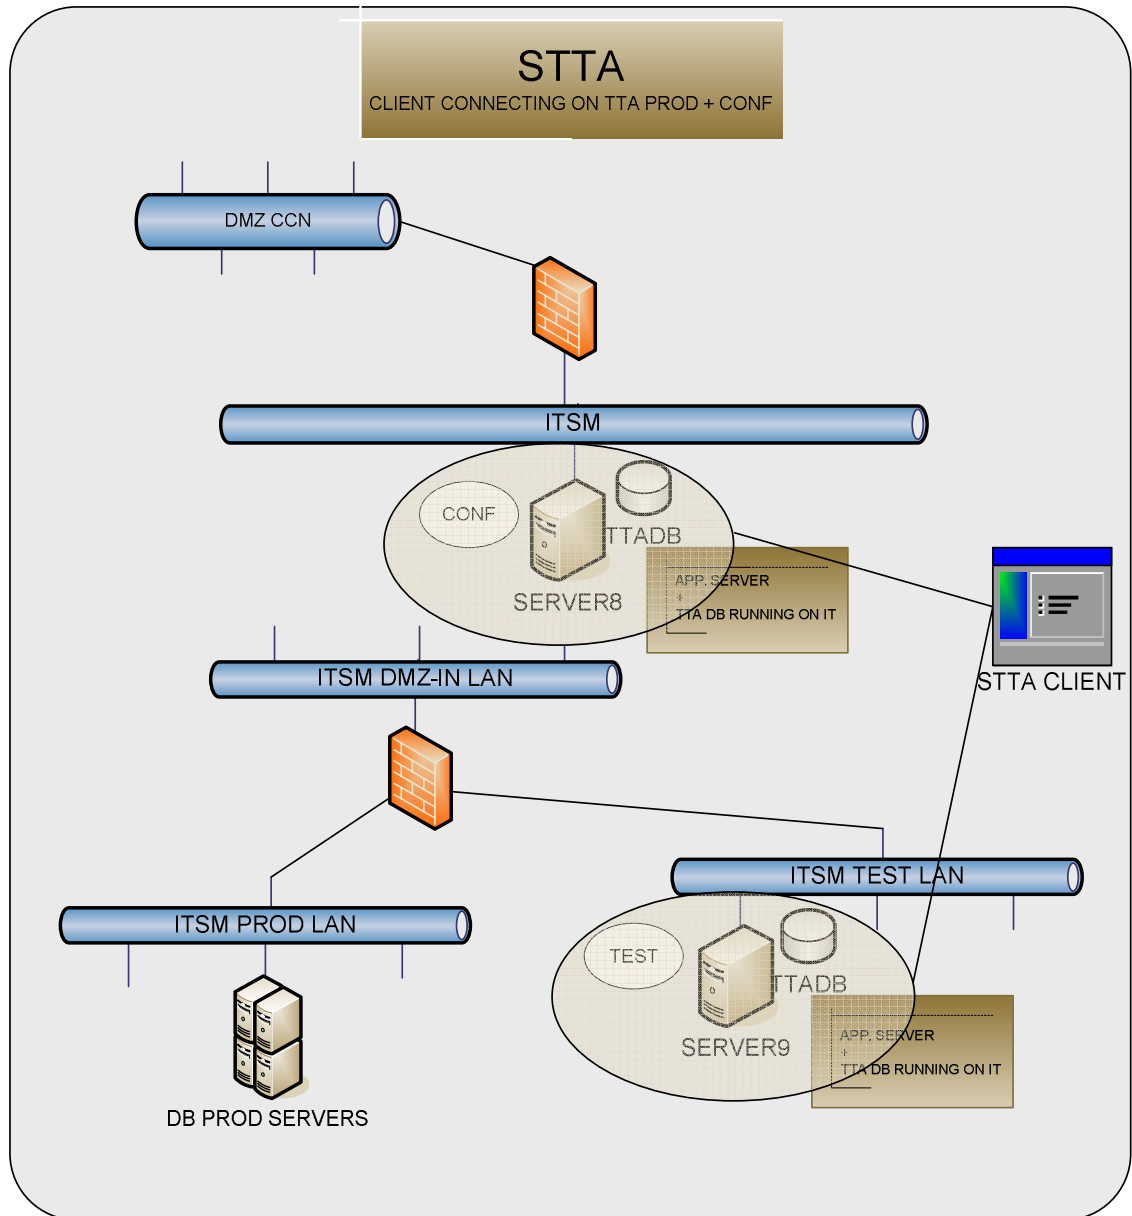 STTA
CLIENT CONNECTING ON TTA PROD + CONF
DMZ CCN
ITSM
CONF
TTADB
SERVER8
APP. SERVER
+
TTA DB RUNNING ON IT
STTA CLIENT
ITSM DMZ-IN LAN
ITSM TEST LAN
ITSM PROD LAN
TEST
TTADB
SERVER9
APP. SERVER
+
TTA DB RUNNING ON IT
DB PROD SERVERS